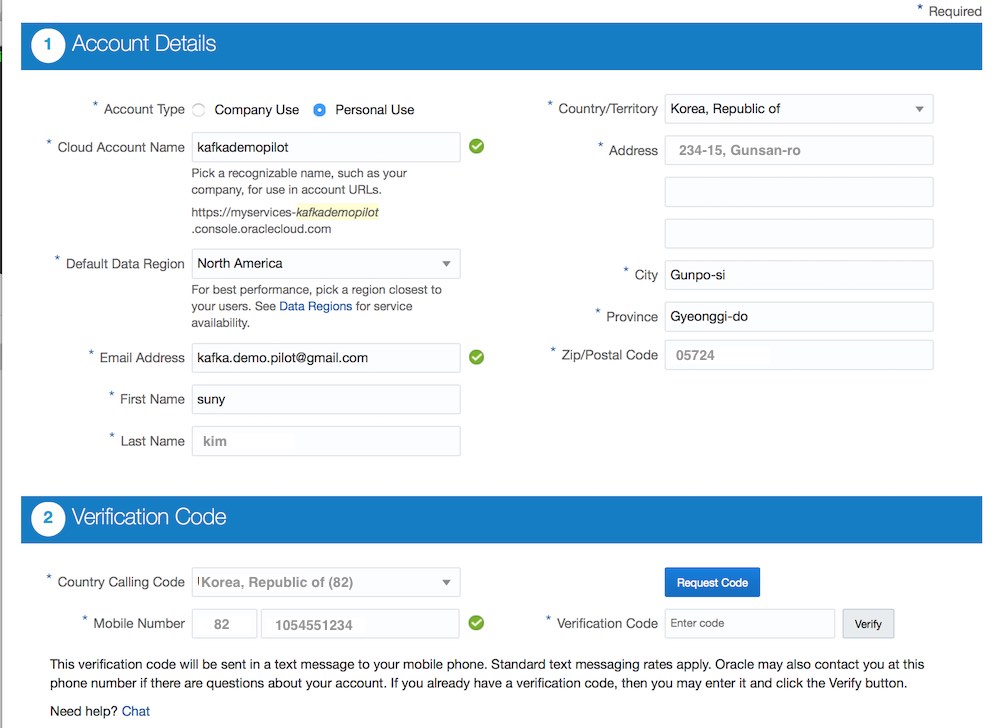 * Required
1 Account Details
* Account Type Company Use Personal Use
* Cloud Account Name kafkademopilot
Pick a recognizable name, such as your
company, for use in account URLs.
https://myservices-kafkademopilot
.console.oraclecloud.com
* Default Data Region North America
For best performance, pick a region closest to
your users. See Data Regions for service
availability.
* Email Address kafka.demo.pilot@gmail.com
* First Name suny
* Last Name kim
* Country/Territory Korea, Republic of
* Address 234-15, Gunsan-ro
* City Gunpo-si
* Province Gyeonggi-do
* Zip/Postal Code 05724
2 Verification Code
* Country Calling Code Korea, Republic of (82)
Request Code
* Mobile Number 82 1054551234
* Verification Code Enter code Verify
This verification code will be sent in a text message to your mobile phone. Standard text messaging rates apply. Oracle may also contact you at this
phone number if there are questions about your account. If you already have a verification code, then you may enter it and click the Verify button.
Need help? Chat